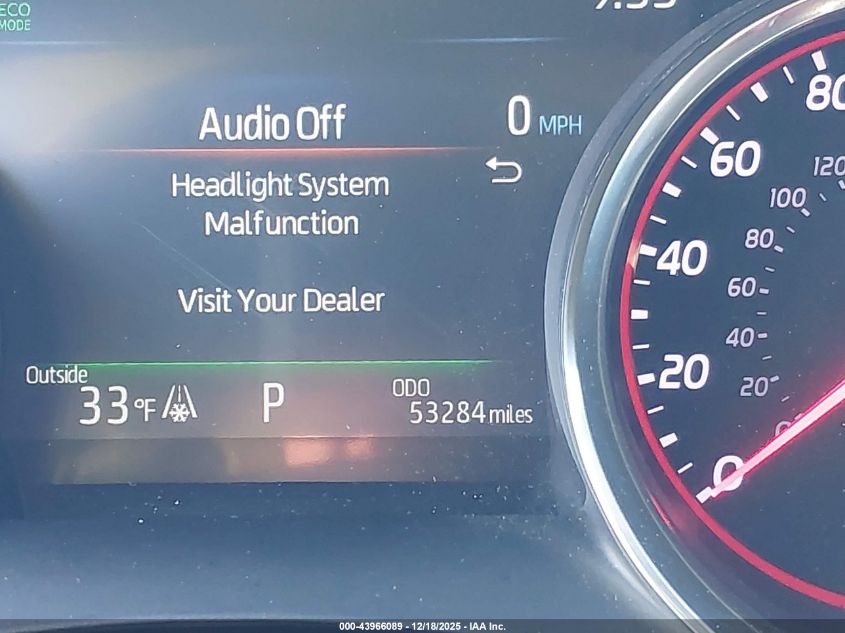 ECO
MODE
Audio Off
0 MPH
Headlight System
Malfunction
Visit Your Dealer
Outside
33°F
P
ODO
53284 miles
80
60
40
20
0
120
100
80
60
40
20
000-43966089 - 12/18/2025 - IAA Inc.